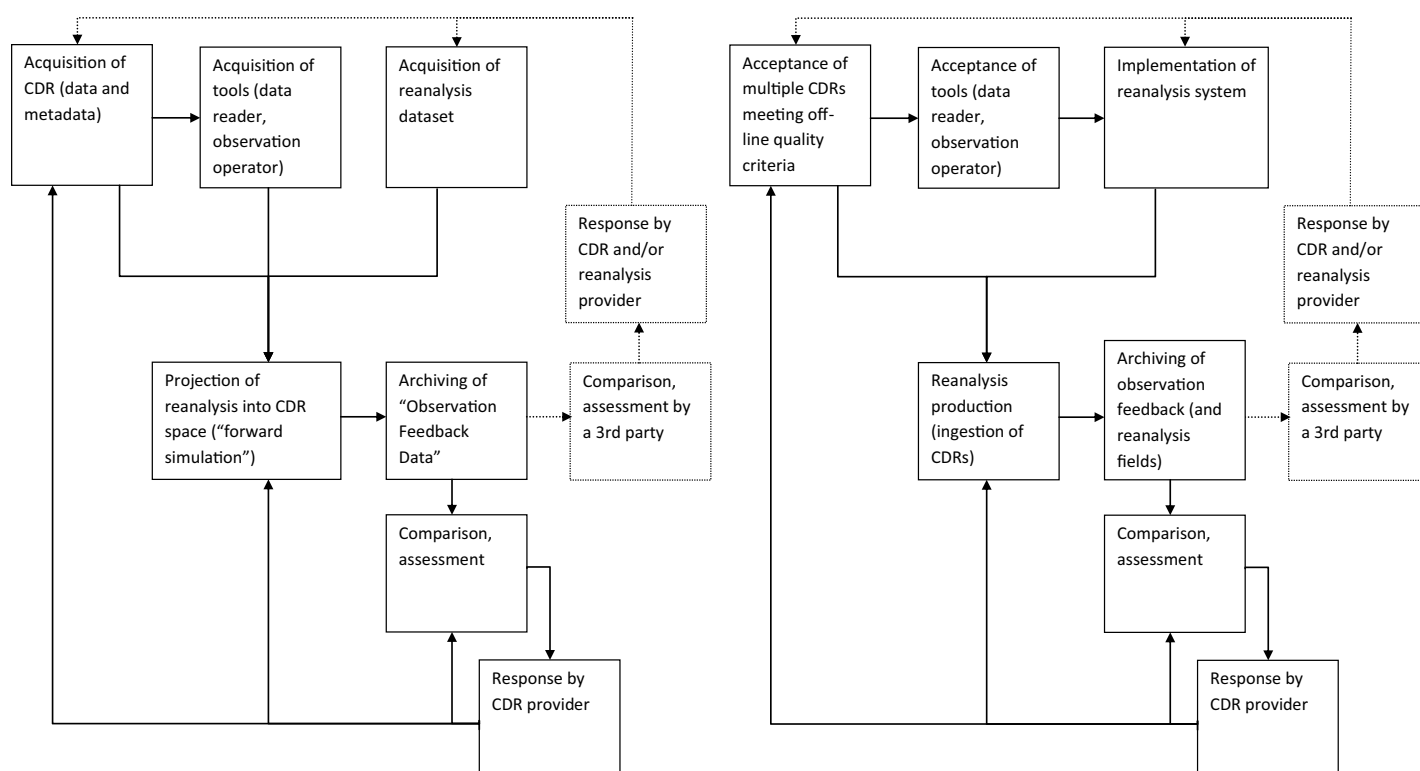 Acquisition of
CDR (data and
metadata)
Acquisition of
tools (data
reader,
observation
operator)
Acquisition of
reanalysis
dataset
Response by
CDR and/or
reanalysis
provider
Projection of
reanalysis into CDR
space (“forward
simulation”)
Archiving of
“Observation
Feedback
Data”
Comparison,
assessment by
a 3rd party
Comparison,
assessment
Response by
CDR provider
Acceptance of
multiple CDRs
meeting off-
line quality
criteria
Acceptance of
tools (data
reader,
observation
operator)
Implementation of
reanalysis system
Response by
CDR and/or
reanalysis
provider
Reanalysis
production
(ingestion of
CDRs)
Archiving of
observation
feedback (and
reanalysis
fields)
Comparison,
assessment by
a 3rd party
Comparison,
assessment
Response by
CDR provider